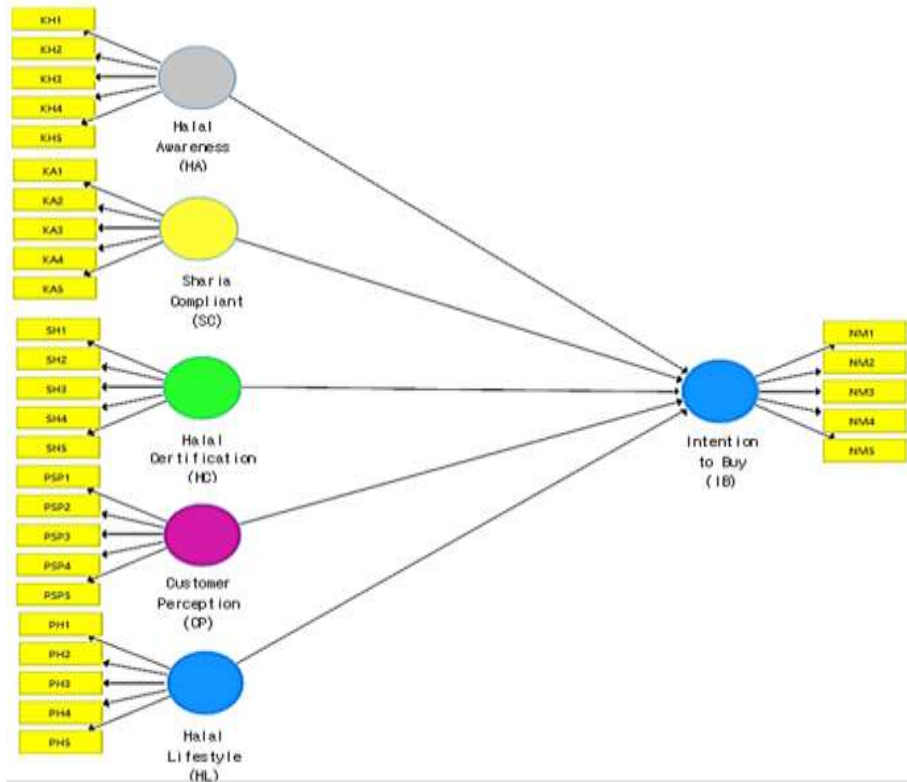 KH1
KH2
KH3
KH4
KH5
Halal
Awareness
(HA)
KA1
KA2
KA3
KA4
KA5
Sharia
Compliant
(SC)
SH1
SH2
SH3
SH4
SH5
Halal
Certification
(HC)
PSP1
PSP2
PSP3
PSP4
PSP5
Customer
Perception
(CP)
PH1
PH2
PH3
PH4
PH5
Halal
Lifestyle
(HL)
NM1
NM2
NM3
NM4
NM5
Intention
to Buy
(IB)